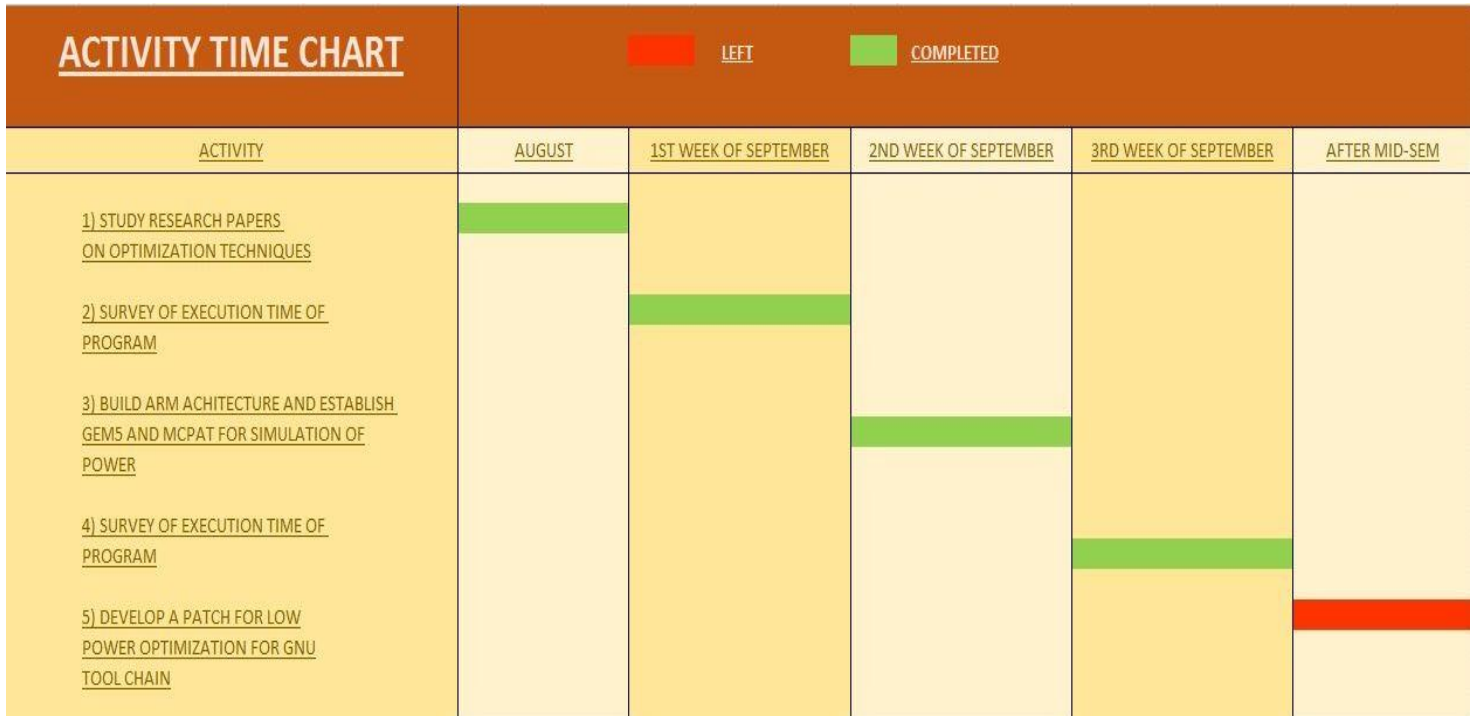 ACTIVITY TIME CHART
LEFT
COMPLETED
ACTIVITY
AUGUST
1ST WEEK OF SEPTEMBER
2ND WEEK OF SEPTEMBER
3RD WEEK OF SEPTEMBER
AFTER MID-SEM
1) STUDY RESEARCH PAPERS
ON OPTIMIZATION TECHNIQUES
2) SURVEY OF EXECUTION TIME OF
PROGRAM
3) BUILD ARM ACHITECTURE AND ESTABLISH
GEM5 AND MCPAT FOR SIMULATION OF
POWER
4) SURVEY OF EXECUTION TIME OF
PROGRAM
5) DEVELOP A PATCH FOR LOW
POWER OPTIMIZATION FOR GNU
TOOL CHAIN